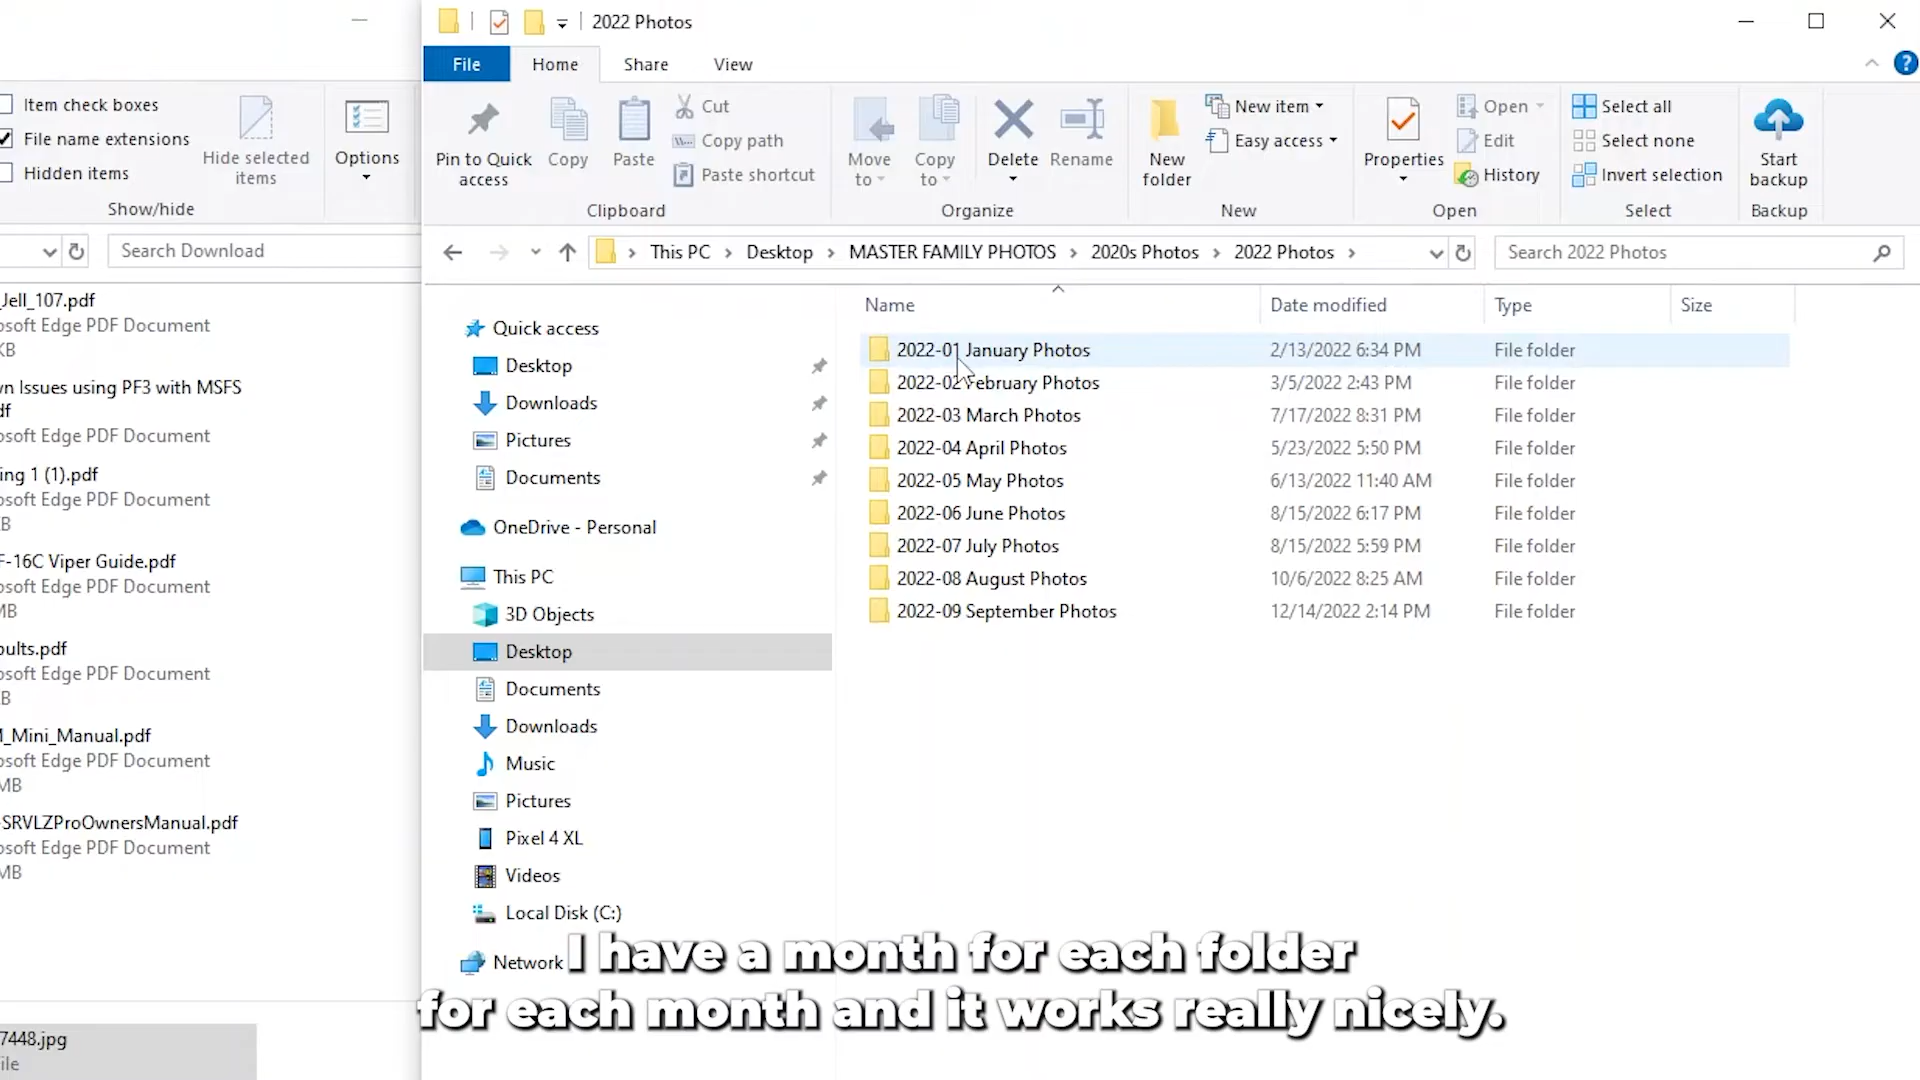 2022 Photos
File Home Share View
Item check boxes
File name extensions
Hidden items
Hide selected
items
Options
Show/hide
Pin to Quick
access
Copy
Paste
Cut
Copy path
Paste shortcut
Clipboard
Move
to
Copy
to
Delete
Rename
Organize
New
folder
New item
Easy access
New
Properties
Open
Edit
History
Open
Select all
Select none
Invert selection
Select
Start
backup
Backup
Search Download
This PC > Desktop > MASTER FAMILY PHOTOS > 2020s Photos > 2022 Photos >
Search 2022 Photos
_Jell_107.pdf
osoft Edge PDF Document
KB
wn Issues using PF3 with MSFS
df
osoft Edge PDF Document
ing 1 (1).pdf
osoft Edge PDF Document
B
F-16C Viper Guide.pdf
osoft Edge PDF Document
MB
oults.pdf
osoft Edge PDF Document
B
_Mini_Manual.pdf
osoft Edge PDF Document
MB
-SRVLZProOwnersManual.pdf
osoft Edge PDF Document
MB
7448.jpg
ile
Quick access
Desktop
Downloads
Pictures
Documents
OneDrive - Personal
This PC
3D Objects
Desktop
Documents
Downloads
Music
Pictures
Pixel 4 XL
Videos
Local Disk (C:)
Network
Name Date modified Type Size
2022-01 January Photos 2/13/2022 6:34 PM File folder
2022-02 February Photos 3/5/2022 2:43 PM File folder
2022-03 March Photos 7/17/2022 8:31 PM File folder
2022-04 April Photos 5/23/2022 5:50 PM File folder
2022-05 May Photos 6/13/2022 11:40 AM File folder
2022-06 June Photos 8/15/2022 6:17 PM File folder
2022-07 July Photos 8/15/2022 5:59 PM File folder
2022-08 August Photos 10/6/2022 8:25 AM File folder
2022-09 September Photos 12/14/2022 2:14 PM File folder
I have a month for each folder
for each month and it works really nicely.